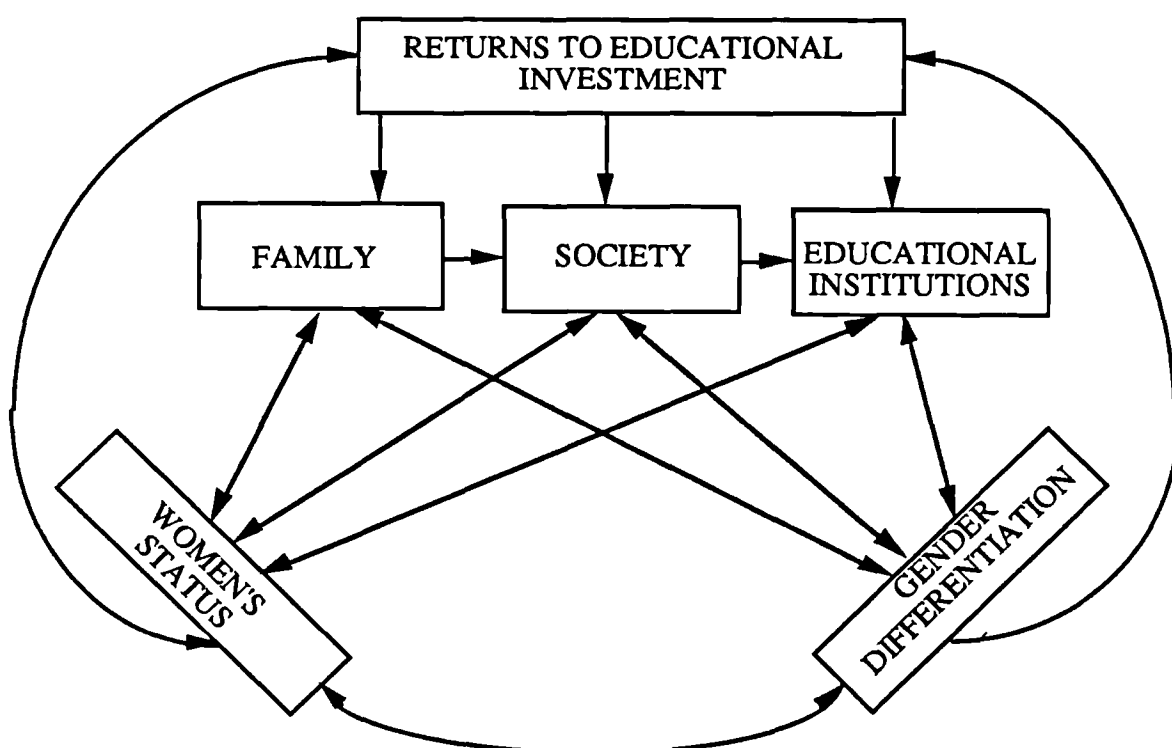 RETURNS TO EDUCATIONAL
INVESTMENT
FAMILY
SOCIETY
EDUCATIONAL
INSTITUTIONS
WOMEN'S
STATUS
GENDER
DIFFERENTIATION